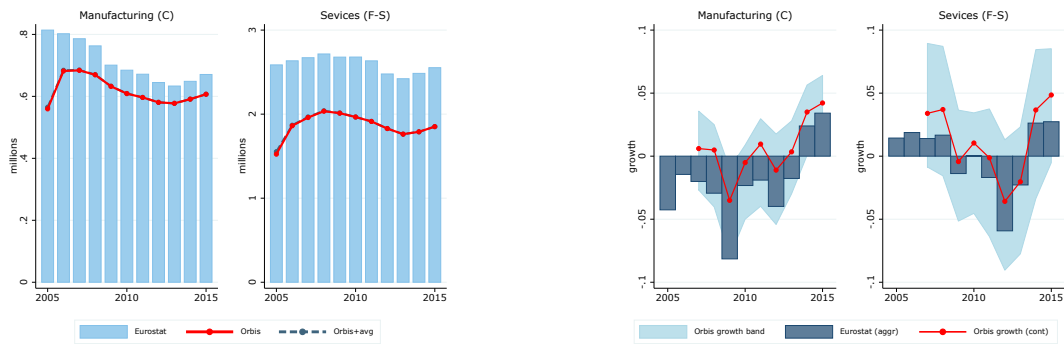 Manufacturing (C)
Sevices (F-S)
Manufacturing (C)
Sevices (F-S)
millions
0
.2
.4
.6
.8
2005
2010
2015
millions
0
1
2
3
2005
2010
2015
growth
-.1
-.05
0
.05
.1
2005
2010
2015
growth
-.1
-.05
0
.05
.1
2005
2010
2015
Eurostat
Orbis
Orbis+avg
Orbis growth band
Eurostat (aggr)
Orbis growth (cont)